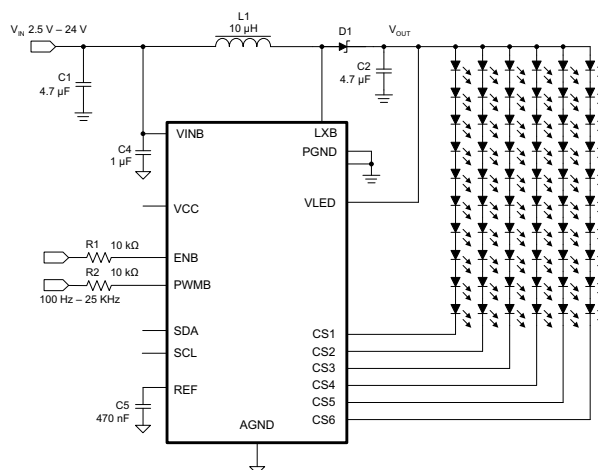 L1
10 µH
D1
VIN 2.5 V – 24 V
VOUT
C1
4.7 µF
C2
4.7 µF
C4
1 µF
VINB
LXB
PGND
VLED
VCC
R1 10 kΩ
ENB
R2 10 kΩ
PWMB
100 Hz – 25 KHz
SDA
SCL
REF
C5
470 nF
CS1
CS2
CS3
CS4
CS5
CS6
AGND